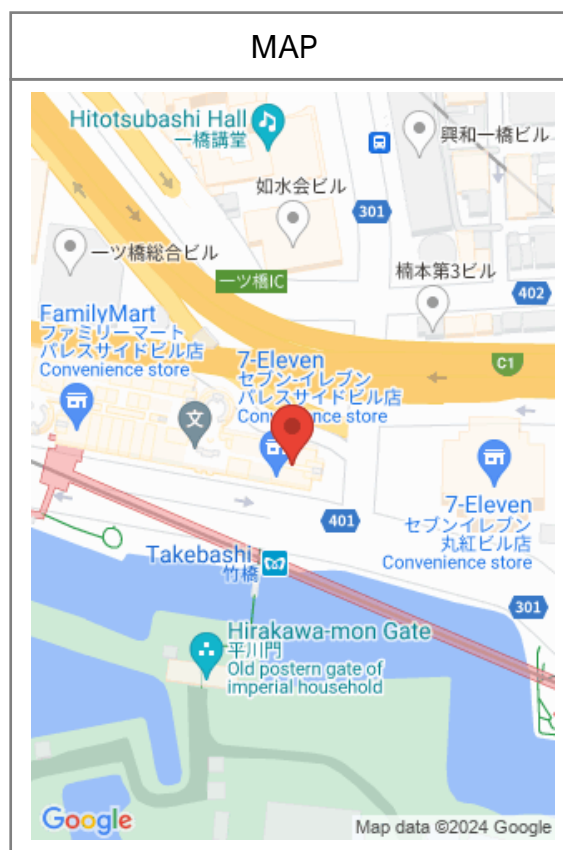 MAP
Hitotsubashi Hall
一橋講堂
興和一橋ビル
如水会ビル
301
一ツ橋総合ビル
一ツ橋IC
楠本第3ビル
402
FamilyMart
ファミリーマート
パレスサイドビル店
Convenience store
7-Eleven
セブン-イレブン
パレスサイドビル店
Convenience store
C1
文
7-Eleven
セブンイレブン
丸紅ビル店
Convenience store
401
Takebashi
竹橋
301
Hirakawa-mon Gate
平川門
Old postern gate of
imperial household
Google
Map data ©2024 Google